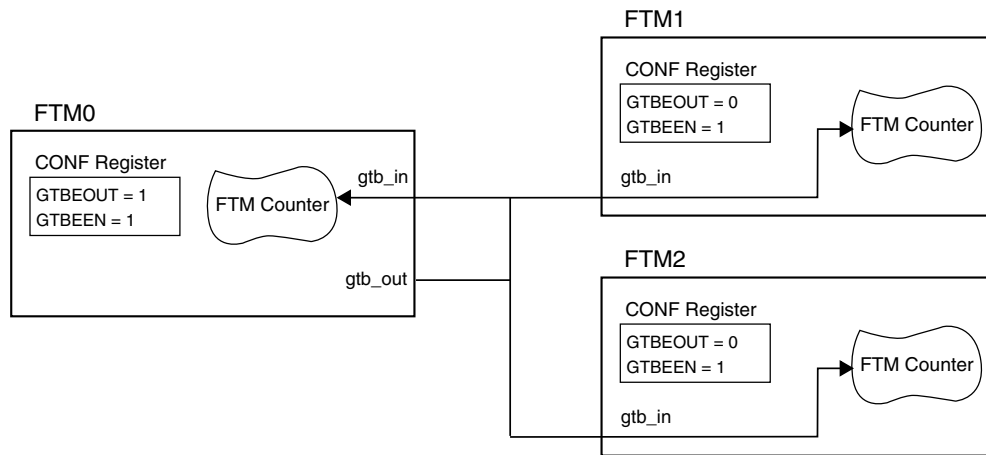 FTM0
CONF Register
GTBEOUT = 1
GTBEEN = 1
FTM Counter
gtb_in
gtb_out
FTM1
CONF Register
GTBEOUT = 0
GTBEEN = 1
FTM Counter
gtb_in
FTM2
CONF Register
GTBEOUT = 0
GTBEEN = 1
FTM Counter
gtb_in